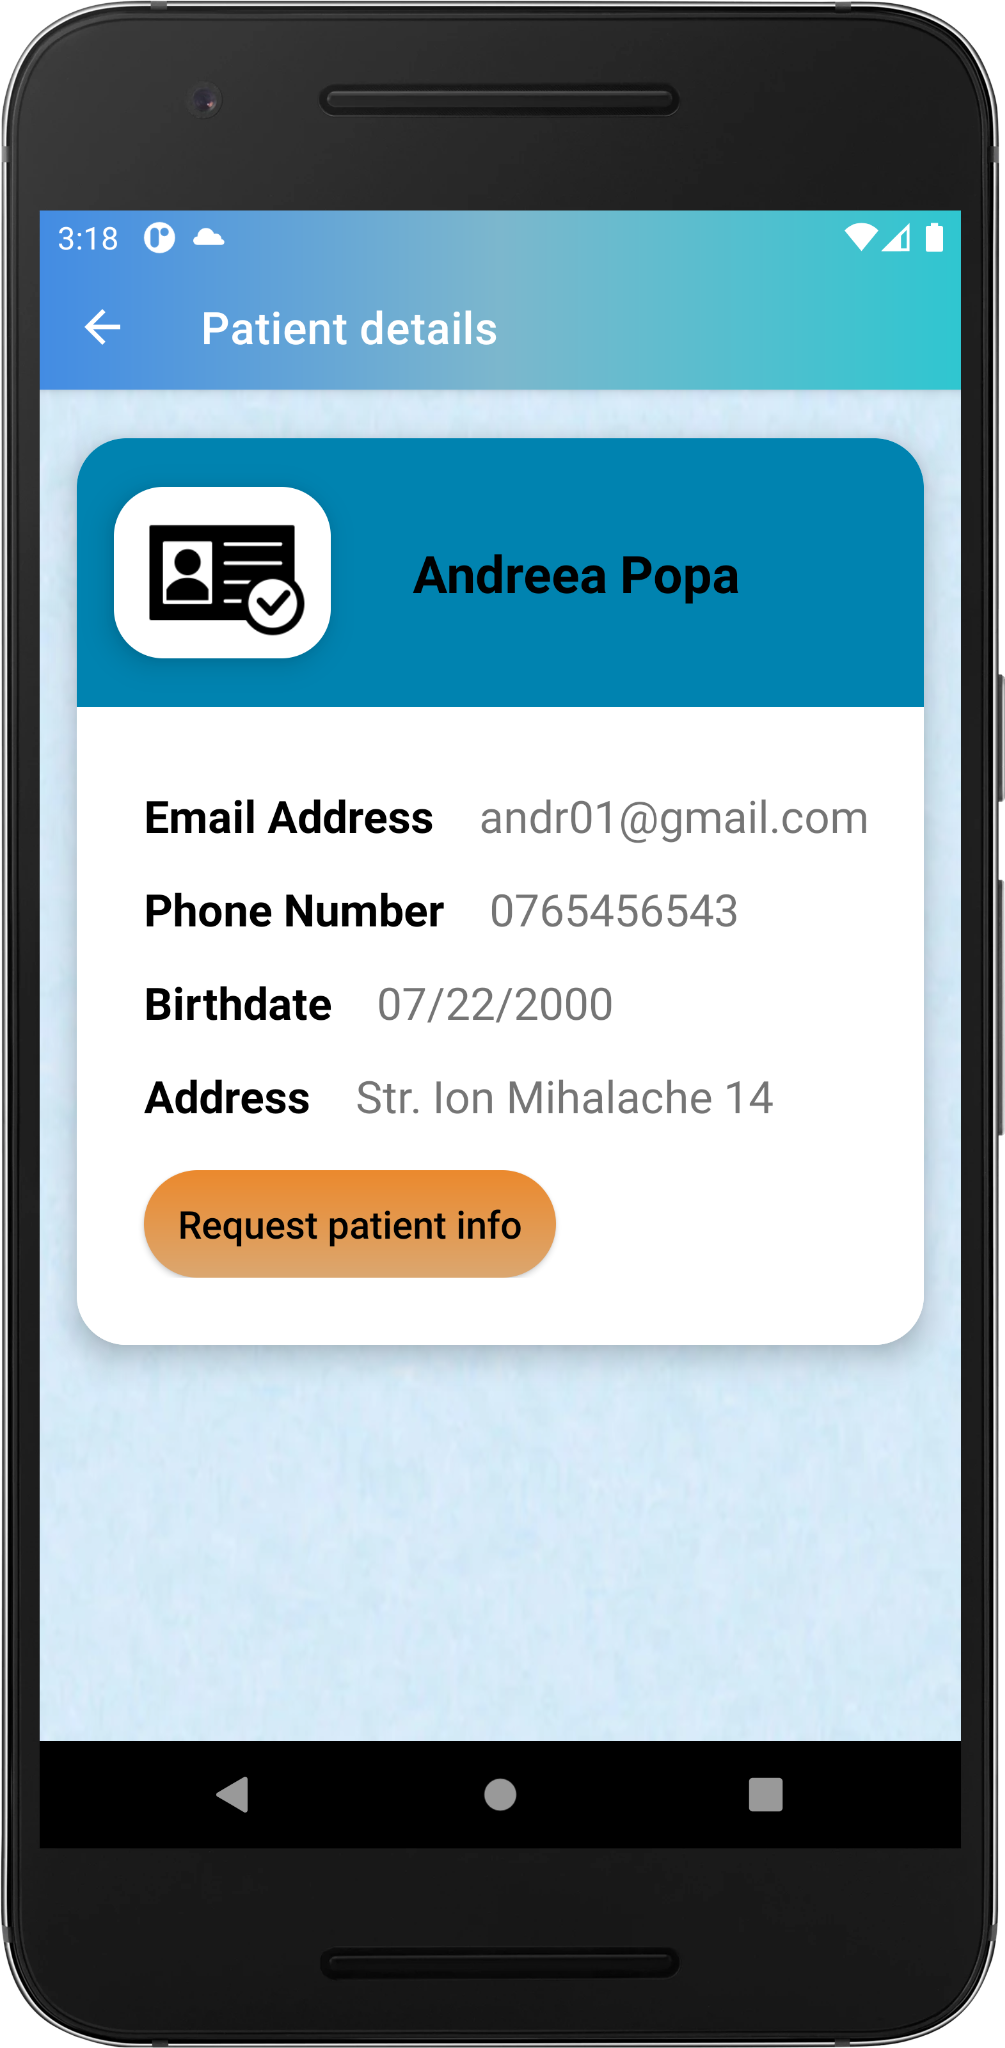 3:18
Patient details
Andreea Popa
Email Address andr01@gmail.com
Phone Number 0765456543
Birthdate 07/22/2000
Address Str. Ion Mihalache 14
Request patient info